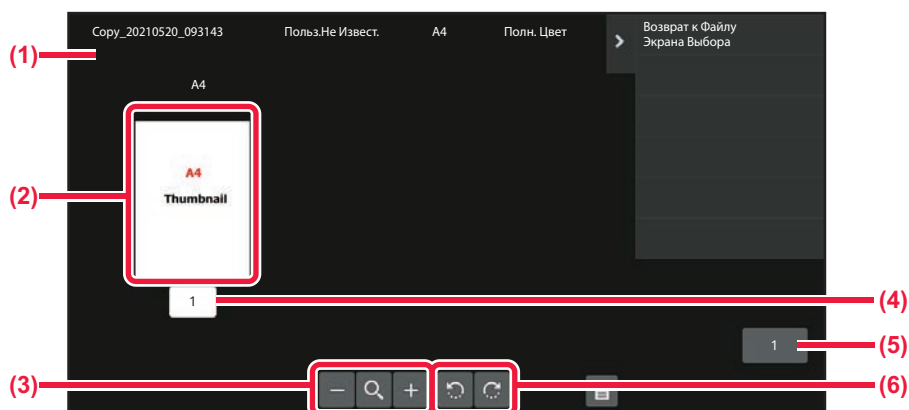 Copy_20210520_093143 Польз.Не Извест. A4 Полн. Цвет
Возврат к Файлу
Экрана Выбора
(1)
A4
A4
Thumbnail
(2)
1
(4)
1
(5)
(3)
(6)